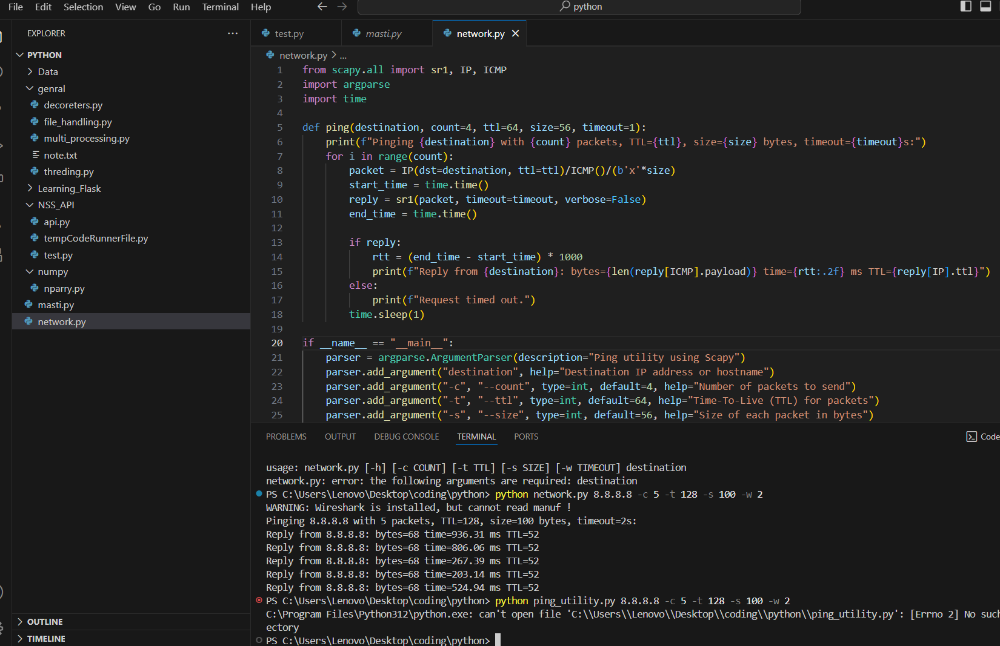 File Edit Selection View Go Run Terminal Help
python
EXPLORER
PYTHON
Data
genral
decoreters.py
file_handling.py
multi_processing.py
note.txt
threding.py
Learning_Flask
NSS_API
api.py
tempCodeRunnerFile.py
test.py
numpy
nparry.py
masti.py
network.py
OUTLINE
TIMELINE
test.py masti.py network.py
network.py > ...
1 from scapy.all import sr1, IP, ICMP
2 import argparse
3 import time
4
5 def ping(destination, count=4, ttl=64, size=56, timeout=1):
6 print(f"Pinging {destination} with {count} packets, TTL={ttl}, size={size} bytes, timeout={timeout}s:")
7 for i in range(count):
8 packet = IP(dst=destination, ttl=ttl)/ICMP()/(b'x'*size)
9 start_time = time.time()
10 reply = sr1(packet, timeout=timeout, verbose=False)
11 end_time = time.time()
12
13 if reply:
14 rtt = (end_time - start_time) * 1000
15 print(f"Reply from {destination}: bytes={len(reply[ICMP].payload)} time={rtt:.2f} ms TTL={reply[IP].ttl}")
16 else:
17 print(f"Request timed out.")
18 time.sleep(1)
19
20 if __name__ == "__main__":
21 parser = argparse.ArgumentParser(description="Ping utility using Scapy")
22 parser.add_argument("destination", help="Destination IP address or hostname")
23 parser.add_argument("-c", "--count", type=int, default=4, help="Number of packets to send")
24 parser.add_argument("-t", "--ttl", type=int, default=64, help="Time-To-Live (TTL) for packets")
25 parser.add_argument("-s", "--size", type=int, default=56, help="Size of each packet in bytes")
PROBLEMS OUTPUT DEBUG CONSOLE TERMINAL PORTS
Code
usage: network.py [-h] [-c COUNT] [-t TTL] [-s SIZE] [-w TIMEOUT] destination
network.py: error: the following arguments are required: destination
PS C:\Users\Lenovo\Desktop\coding\python> python network.py 8.8.8.8 -c 5 -t 128 -s 100 -w 2
WARNING: Wireshark is installed, but cannot read manuf !
Pinging 8.8.8.8 with 5 packets, TTL=128, size=100 bytes, timeout=2s:
Reply from 8.8.8.8: bytes=68 time=936.31 ms TTL=52
Reply from 8.8.8.8: bytes=68 time=806.06 ms TTL=52
Reply from 8.8.8.8: bytes=68 time=267.39 ms TTL=52
Reply from 8.8.8.8: bytes=68 time=203.14 ms TTL=52
Reply from 8.8.8.8: bytes=68 time=524.94 ms TTL=52
PS C:\Users\Lenovo\Desktop\coding\python> python ping_utility.py 8.8.8.8 -c 5 -t 128 -s 100 -w 2
C:\Program Files\Python312\python.exe: can't open file 'C:\\Users\\Lenovo\\Desktop\\coding\\python\\ping_utility.py': [Errno 2] No such
ectory
PS C:\Users\Lenovo\Desktop\coding\python>